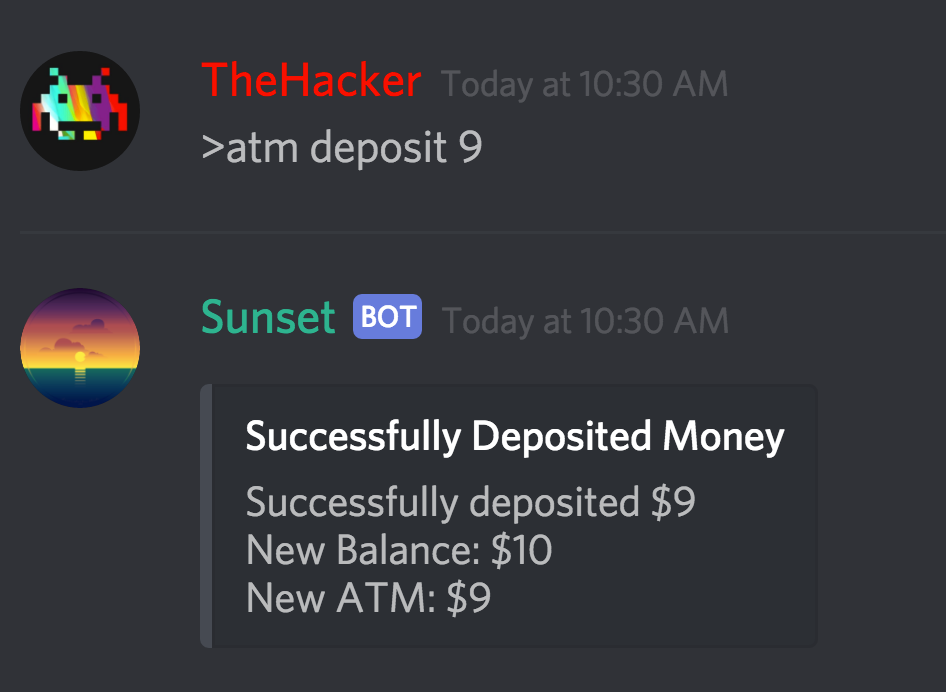 TheHacker Today at 10:30 AM
>atm deposit 9
Sunset BOT Today at 10:30 AM
Successfully Deposited Money
Successfully deposited $9
New Balance: $10
New ATM: $9